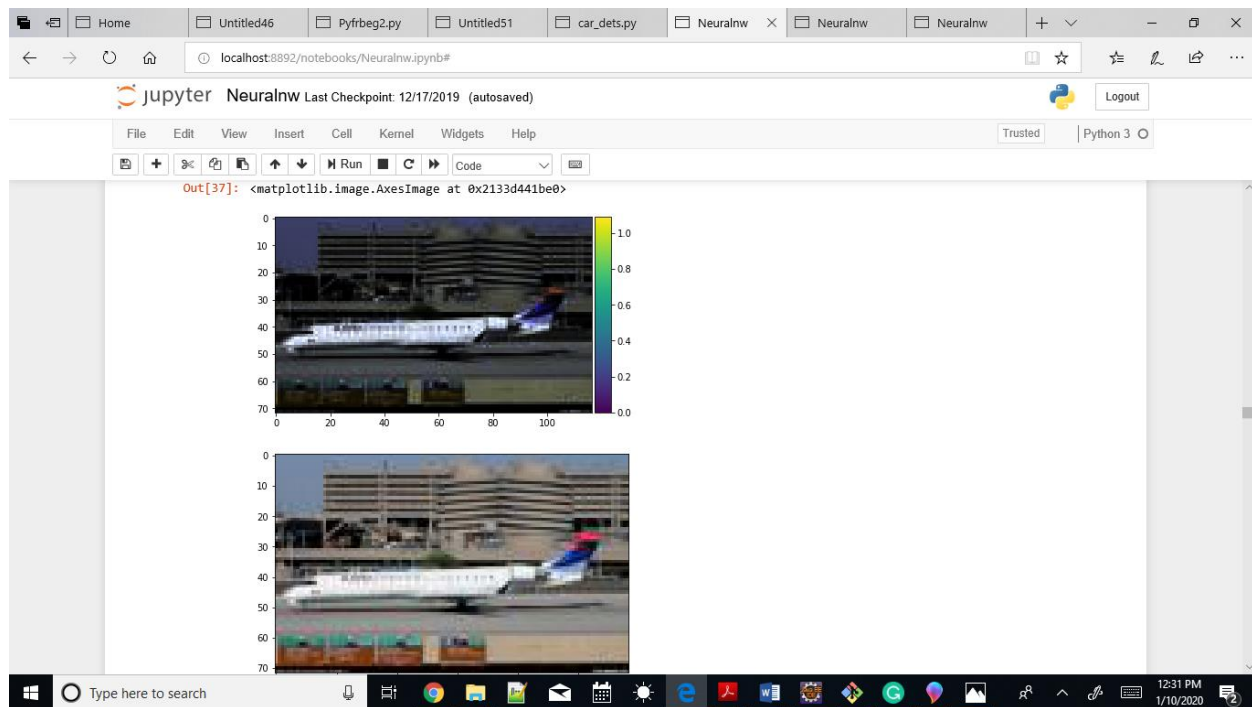 Home Untitled46 Pyfrbeg2.py Untitled51 car_dets.py Neuralnw Neuralnw Neuralnw
localhost:8892/notebooks/Neuralnw.ipynb#
jupyter Neuralnw Last Checkpoint: 12/17/2019 (autosaved)
Logout
File Edit View Insert Cell Kernel Widgets Help
Trusted Python 3
Run Code
Out[37]: <matplotlib.image.AxesImage at 0x2133d441be0>
0
10
20
30
40
50
60
70
0 20 40 60 80 100
1.0
0.8
0.6
0.4
0.2
0.0
0
10
20
30
40
50
60
70
Type here to search
12:31 PM
1/10/2020
2